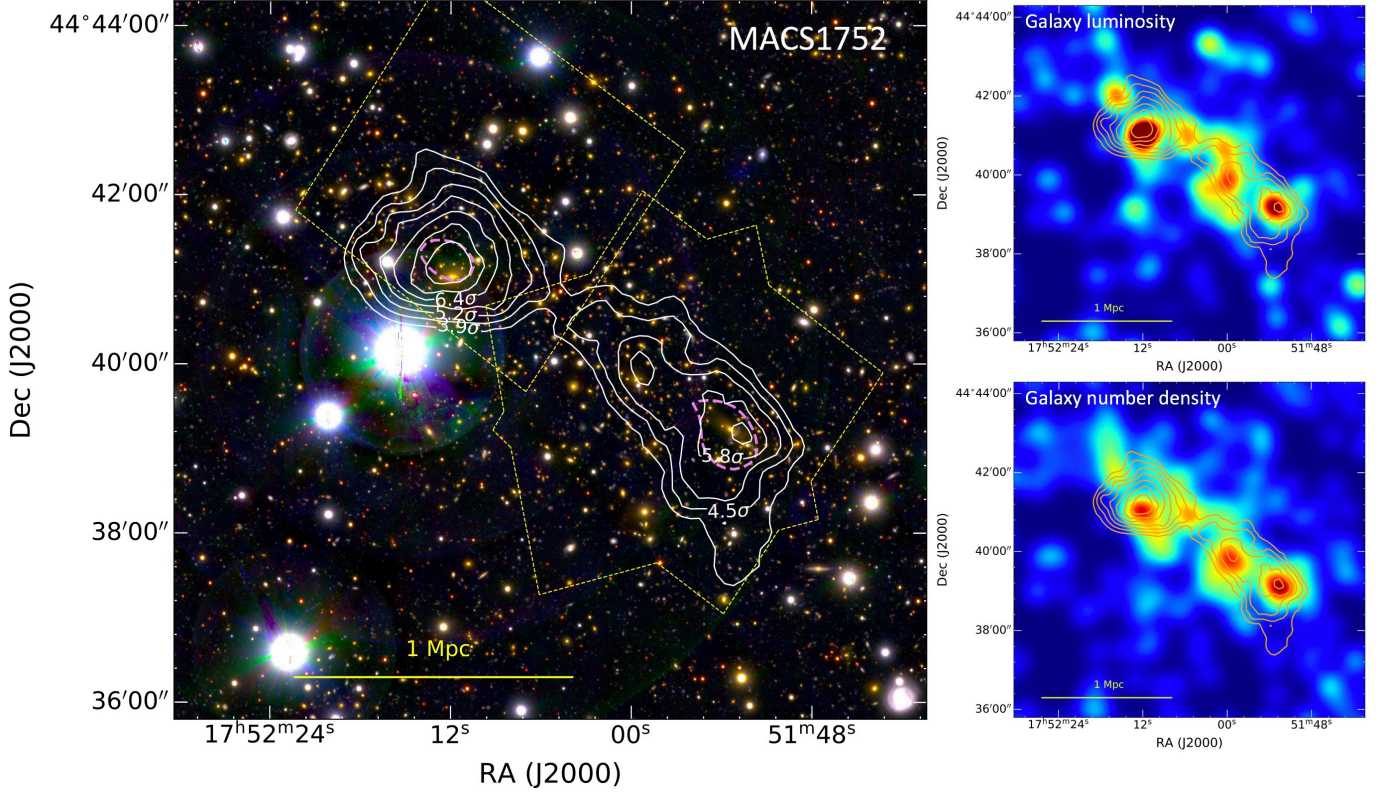 MACS1752
44°44′00″
42′00″
40′00″
38′00″
36′00″
Dec (J2000)
6.4σ
5.2σ
3.9σ
5.8σ
4.5σ
1 Mpc
17ʰ52ᵐ24ˢ
12ˢ
00ˢ
51ᵐ48ˢ
RA (J2000)
Galaxy luminosity
44°44′00″
42′00″
40′00″
38′00″
36′00″
Dec (J2000)
1 Mpc
17ʰ52ᵐ24ˢ
12ˢ
00ˢ
51ᵐ48ˢ
RA (J2000)
Galaxy number density
44°44′00″
42′00″
40′00″
38′00″
36′00″
Dec (J2000)
1 Mpc
17ʰ52ᵐ24ˢ
12ˢ
00ˢ
51ᵐ48ˢ
RA (J2000)